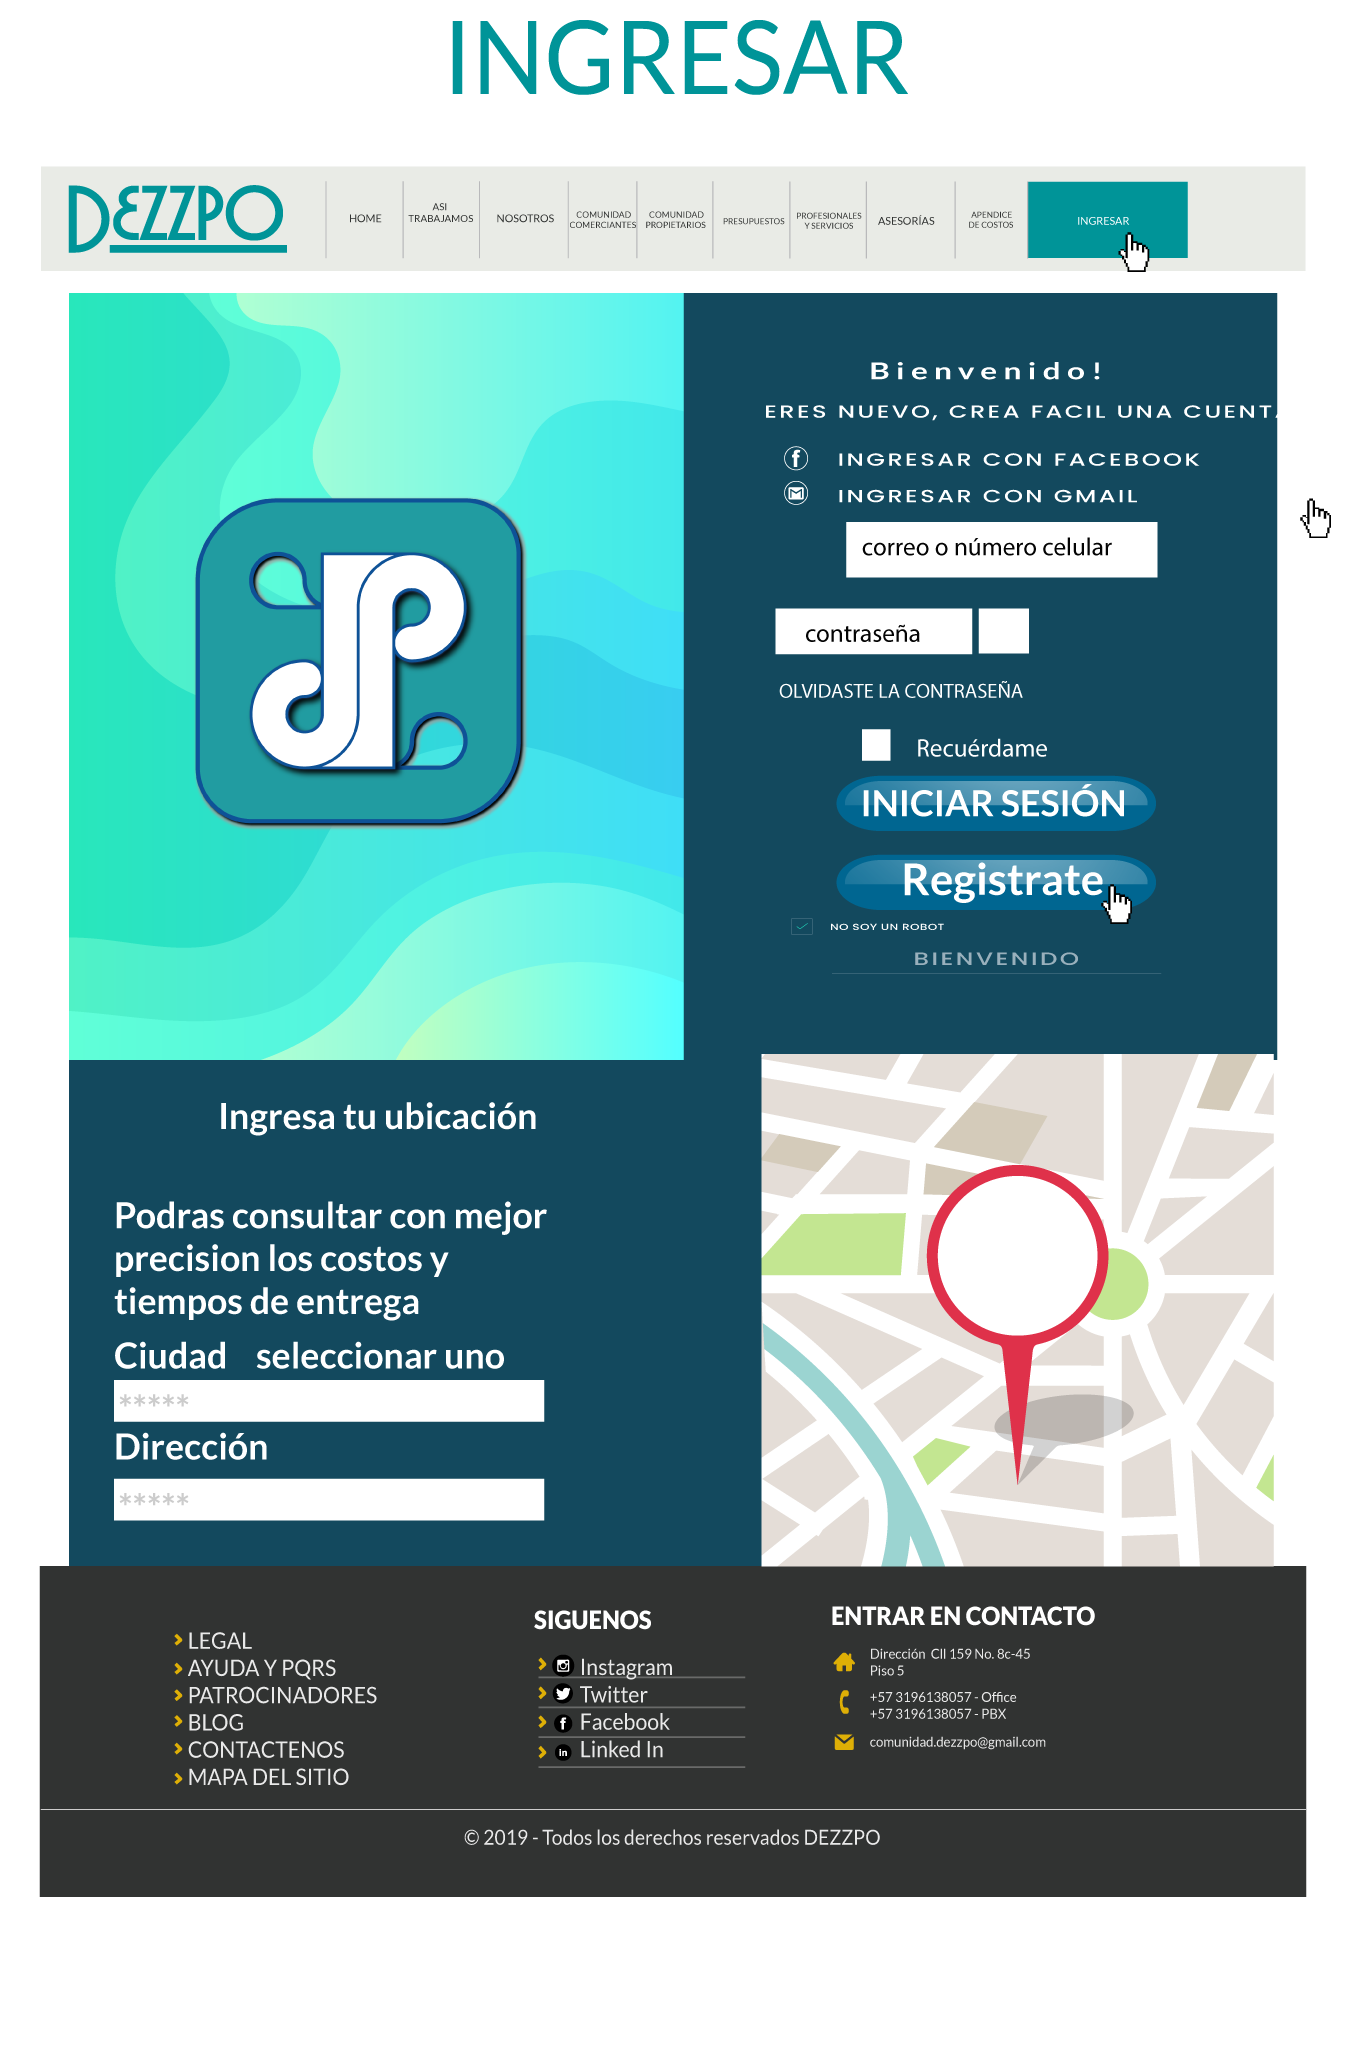 INGRESAR
DEZZPO
HOME
ASI
TRABAJAMOS
NOSOTROS
COMUNIDAD
COMERCIANTES
COMUNIDAD
PROPIETARIOS
PRESUPUESTOS
PROFESIONALES
Y SERVICIOS
ASESORÍAS
APENDICE
DE COSTOS
INGRESAR
Bienvenido!
ERES NUEVO, CREA FACIL UNA CUENTA
INGRESAR CON FACEBOOK
INGRESAR CON GMAIL
correo o número celular
contraseña
OLVIDASTE LA CONTRASEÑA
Recuérdame
INICIAR SESIÓN
Registrate
NO SOY UN ROBOT
BIENVENIDO
Ingresa tu ubicación
Podras consultar con mejor
precision los costos y
tiempos de entrega
Ciudad seleccionar uno
*****
Dirección
*****
LEGAL
AYUDA Y PQRS
PATROCINADORES
BLOG
CONTACTENOS
MAPA DEL SITIO
SIGUENOS
Instagram
Twitter
Facebook
Linked In
ENTRAR EN CONTACTO
Dirección Cll 159 No. 8c-45
Piso 5
+57 3196138057 - Office
+57 3196138057 - PBX
comunidad.dezzpo@gmail.com
© 2019 - Todos los derechos reservados DEZZPO